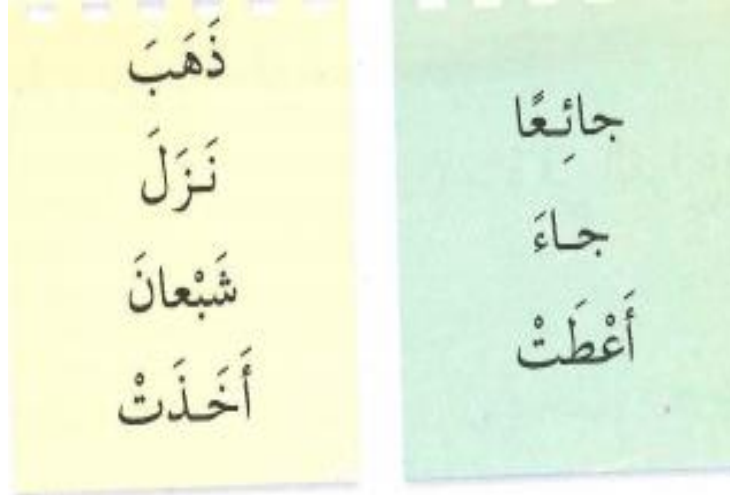 جائِعًا
جاءَ
أَعْطَتْ
ذَهَبَ
نَزَلَ
شَبْعانَ
أَخَذَتْ